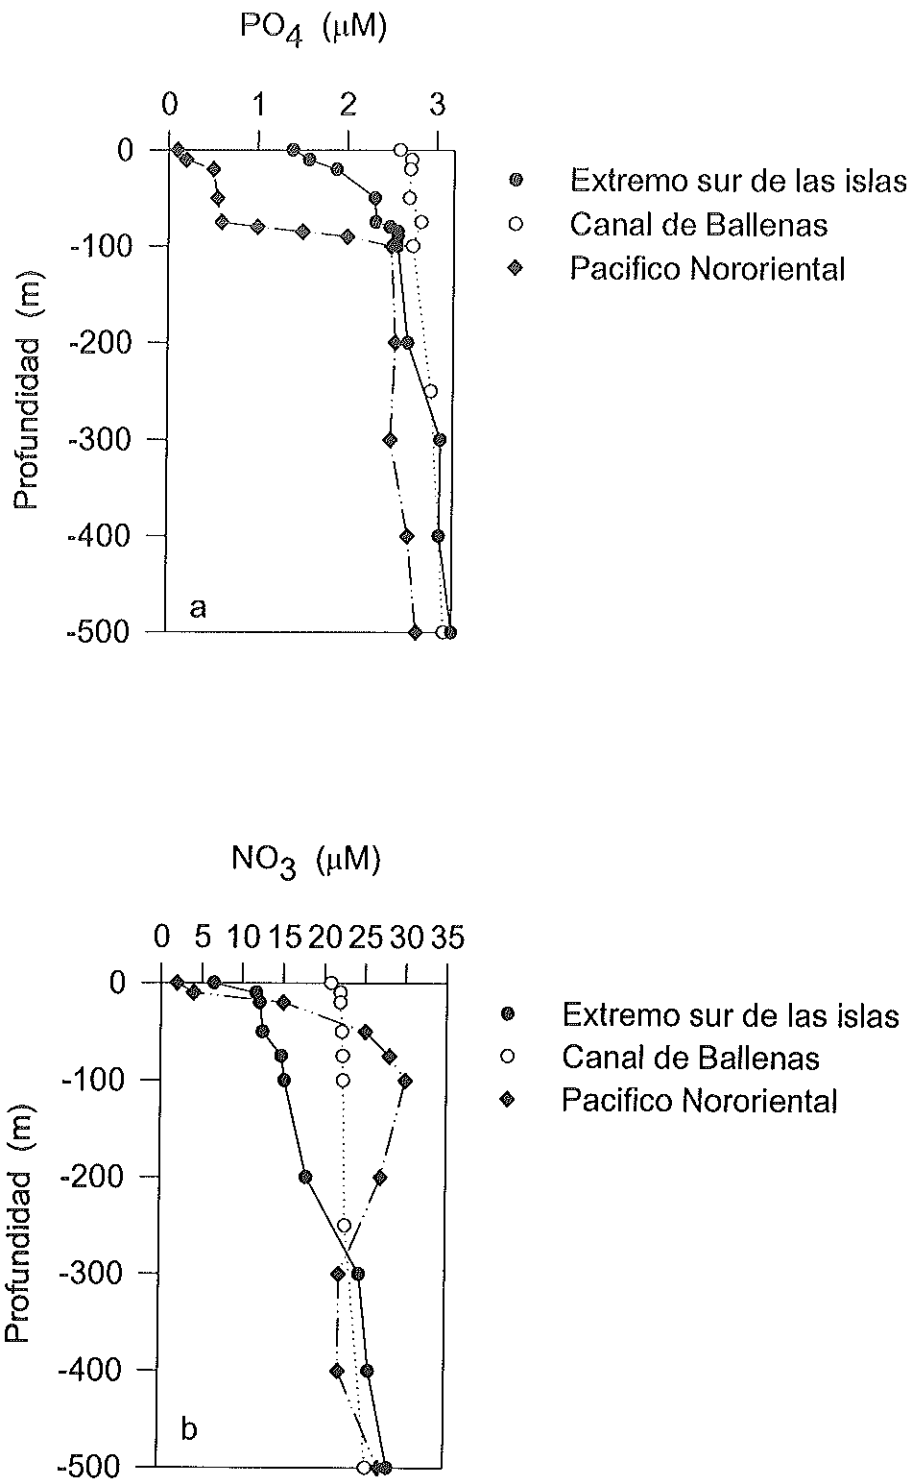 PO4 (μM)
0 1 2 3
0
-100
-200
-300
-400
-500
Profundidad (m)
a
Extremo sur de las islas
Canal de Ballenas
Pacifico Nororiental
NO3 (μM)
0 5 10 15 20 25 30 35
0
-100
-200
-300
-400
-500
Profundidad (m)
b
Extremo sur de las islas
Canal de Ballenas
Pacifico Nororiental